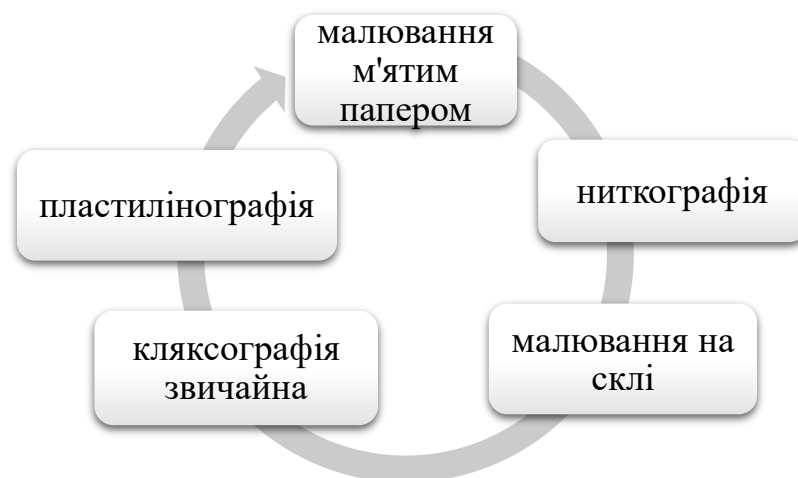 малювання
м'ятим
папером
ниткографія
малювання на
склі
кляксографія
звичайна
пластилінографія